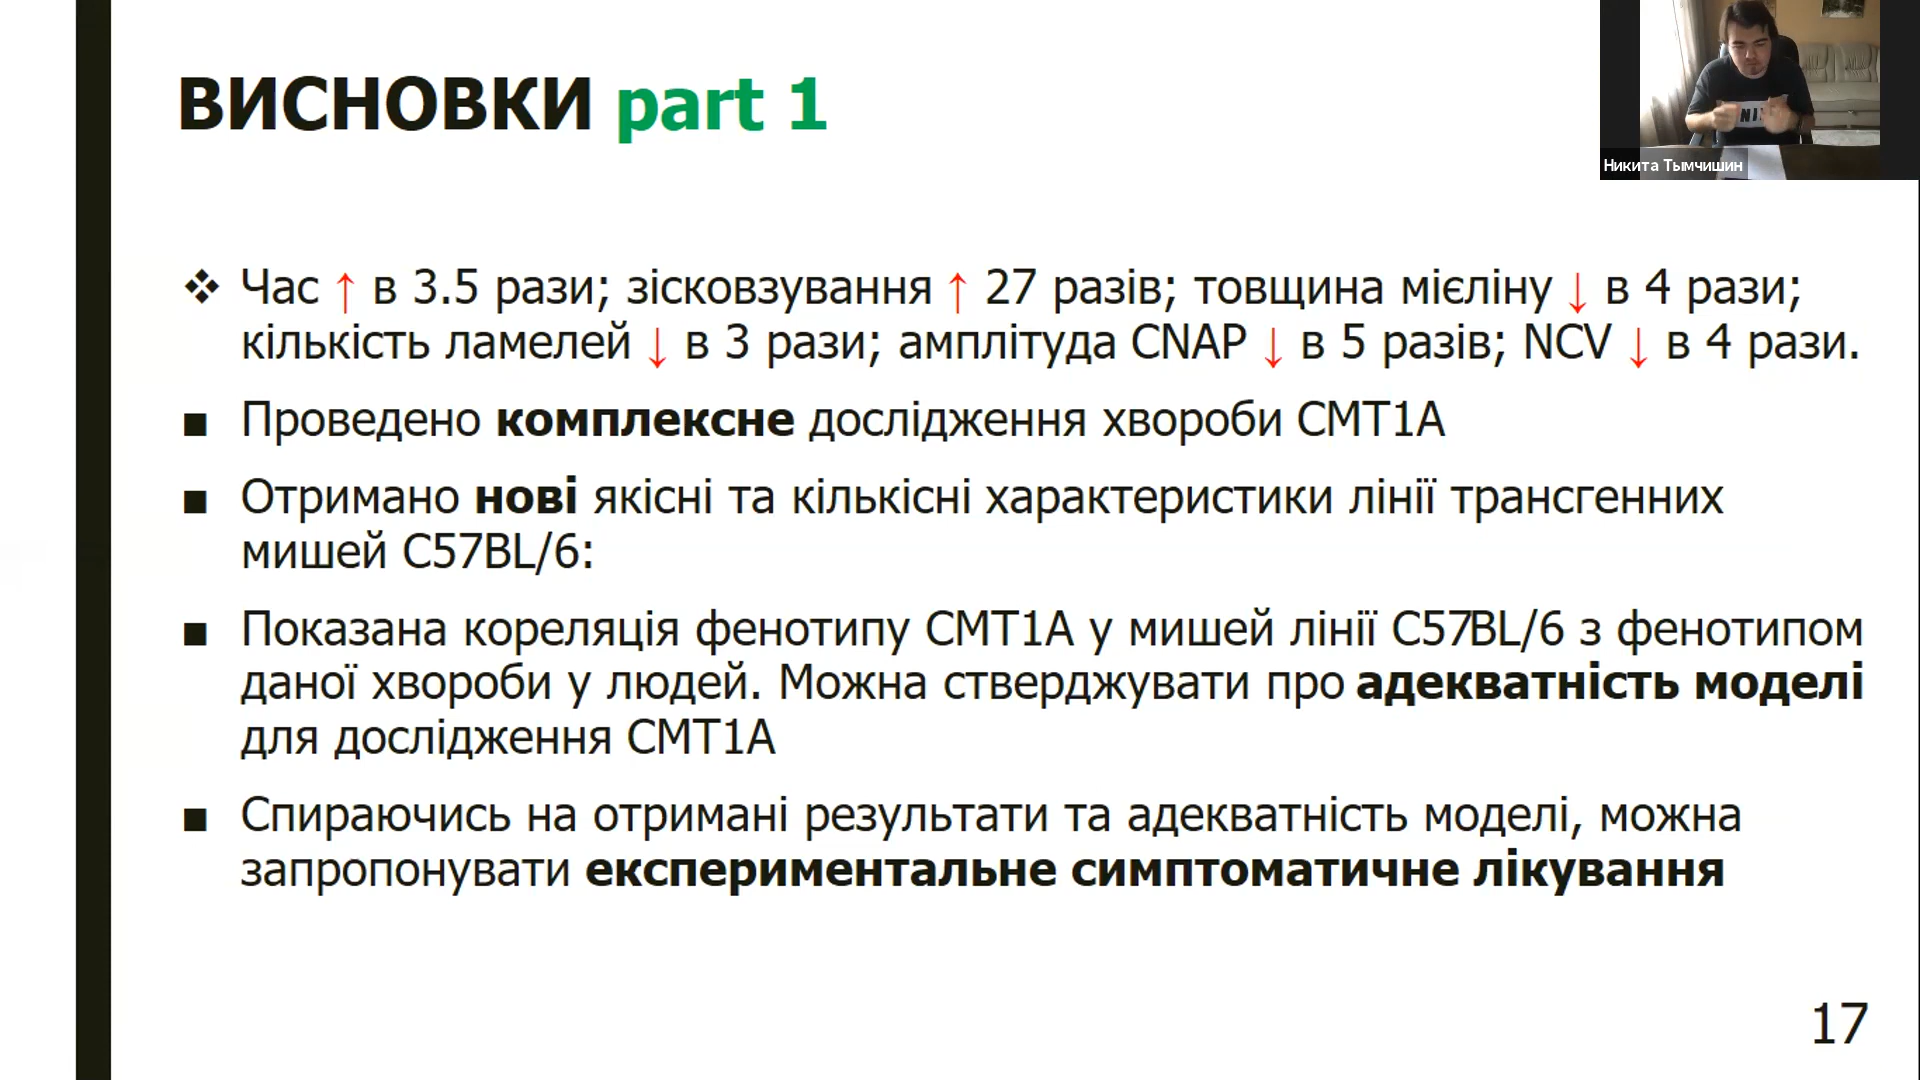 ВИСНОВКИ part 1
Никита Тымчишин
❖ Час ↑ в 3.5 рази; зісковзування ↑ 27 разів; товщина мієліну ↓ в 4 рази;
кількість ламелей ↓ в 3 рази; амплітуда CNAP ↓ в 5 разів; NCV ↓ в 4 рази.
■ Проведено комплексне дослідження хвороби СМТ1А
■ Отримано нові якісні та кількісні характеристики лінії трансгенних
мишей C57BL/6:
■ Показана кореляція фенотипу СМТ1А у мишей лінії C57BL/6 з фенотипом
даної хвороби у людей. Можна стверджувати про адекватність моделі
для дослідження СМТ1А
■ Спираючись на отримані результати та адекватність моделі, можна
запропонувати експериментальне симптоматичне лікування
17